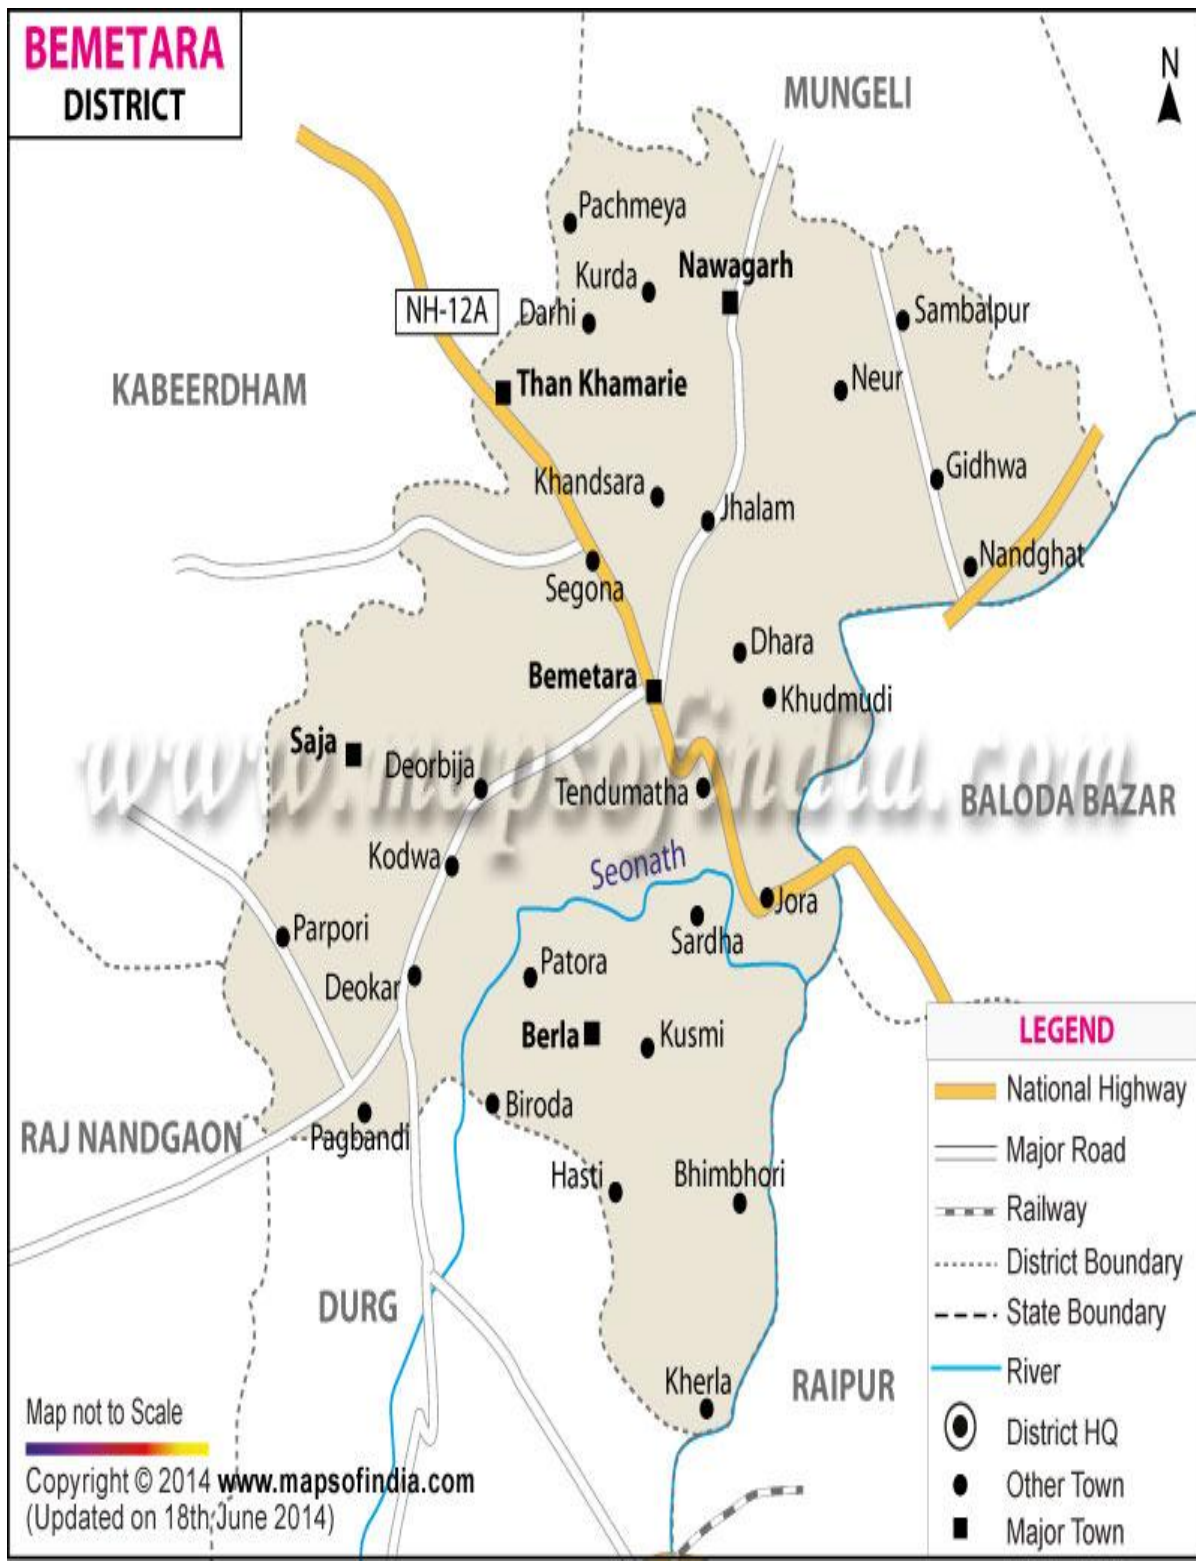 BEMETARA
DISTRICT
N
MUNGELI
Pachmeya
Kurda
Nawagarh
NH-12A
Darhi
Sambalpur
KABEERDHAM
Than Khamarie
Neur
Khandsara
Gidhwa
Jhalam
Nandghat
Segona
Dhara
Bemetara
Khudmudi
Saja
www.mapsofindia.com
Deorbija
Tendumatha
BALODA BAZAR
Kodwa
Seonath
Jora
Parpori
Sardha
Deokar
Patora
Berla
Kusmi
Biroda
RAJ NANDGAON
Pagbandi
Hasti
Bhimbhori
DURG
Kherla
RAIPUR
LEGEND
National Highway
Major Road
Railway
District Boundary
State Boundary
River
District HQ
Other Town
Major Town
Map not to Scale
Copyright © 2014 www.mapsofindia.com
(Updated on 18th June 2014)